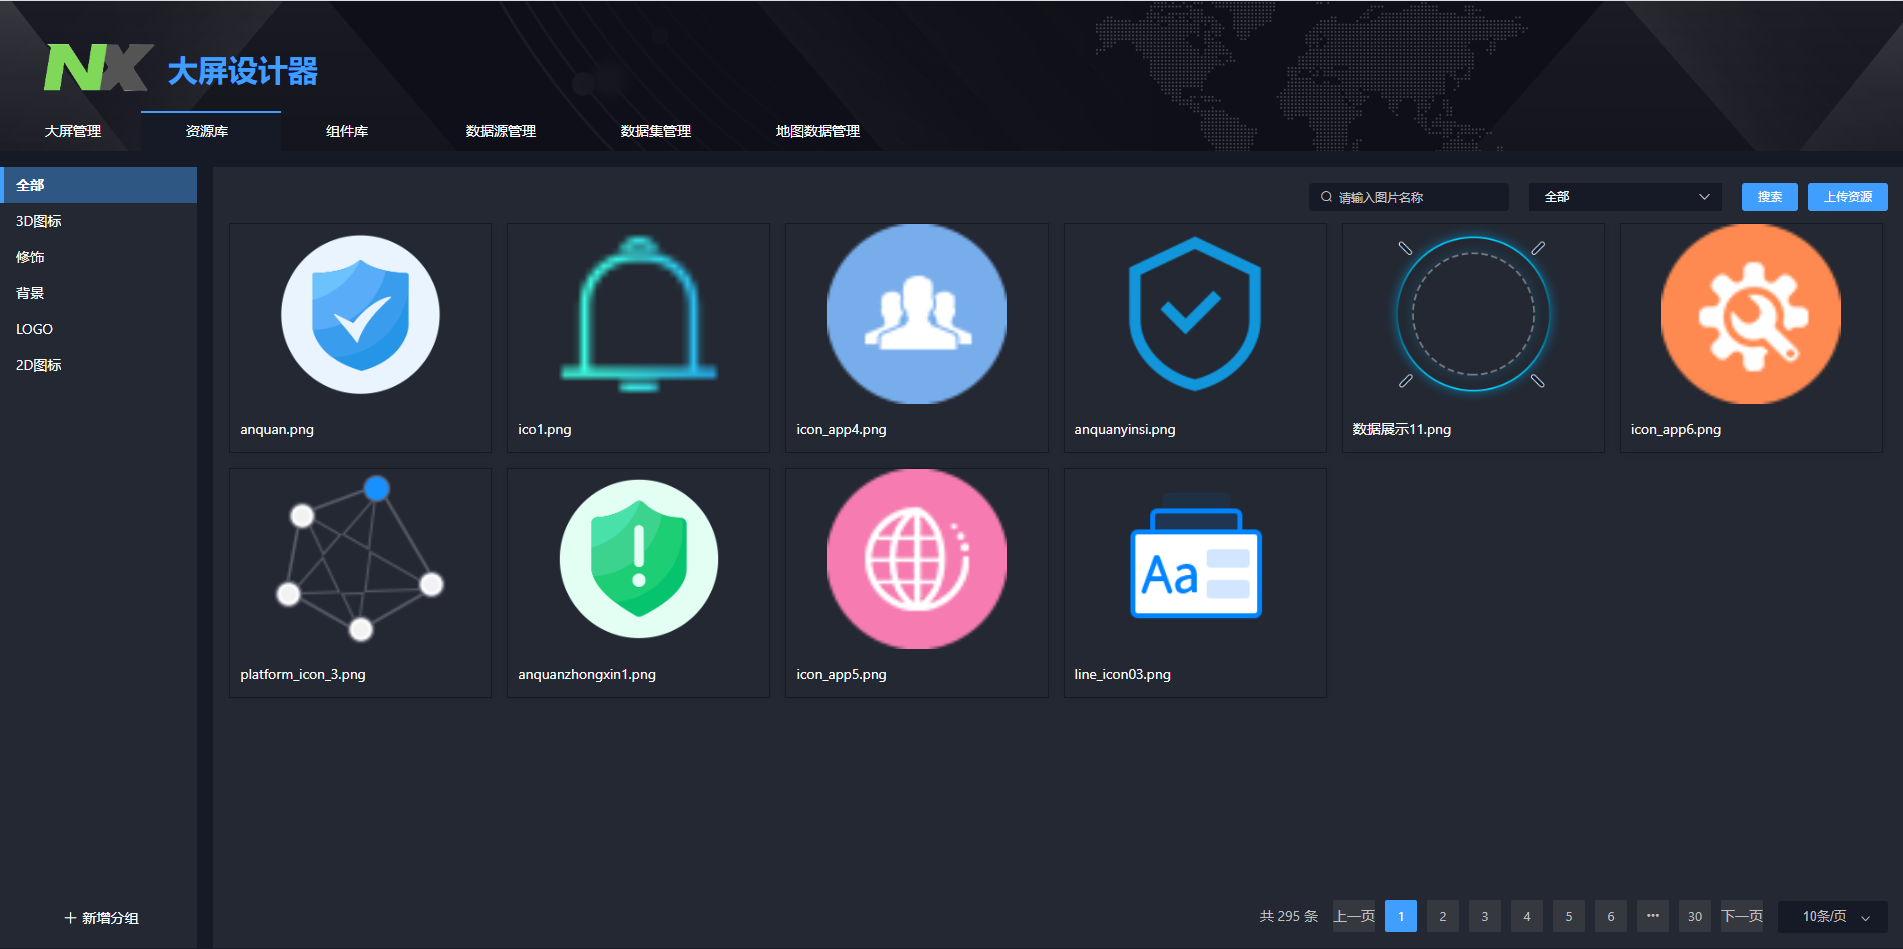 NX 大屏设计器
大屏管理 资源库 组件库 数据源管理 数据集管理 地图数据管理
全部
3D图标
修饰
背景
LOGO
2D图标
新增分组
请输入图片名称 全部 搜索 上传资源
anquan.png ico1.png icon_app4.png anquanyinsi.png 数据展示11.png icon_app6.png
Aa
platform_icon_3.png anquanzhongxin1.png icon_app5.png line_icon03.png
共 295 条 上一页 1 2 3 4 5 6 ••• 30 下一页 10条/页